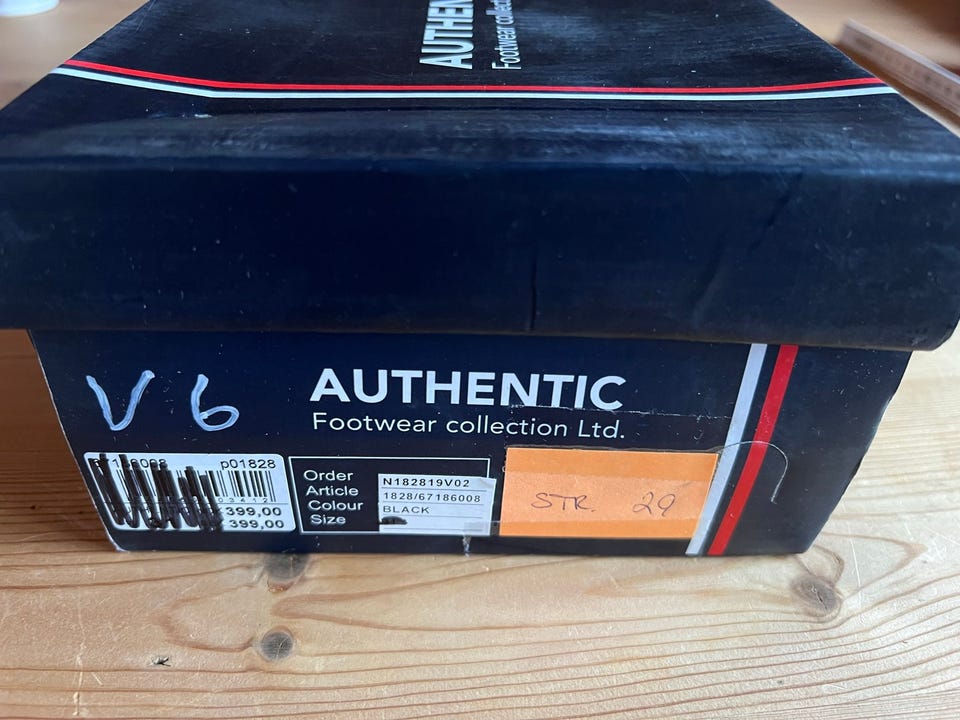 AUTHEN
Footwear collect
V 6
AUTHENTIC
Footwear collection Ltd.
p01828
399,00
399,00
Order N182819V02
Article 1828/67186008
Colour BLACK
Size
STR. 29